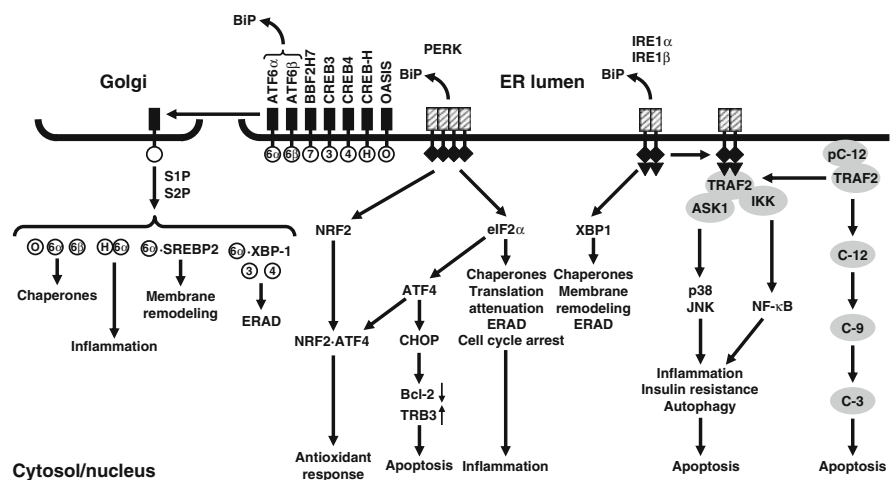 BiP
Golgi
ATF6α
ATF6β
BBF2H7
CREB3
CREB4
CREB-H
OASIS
PERK
BiP
ER lumen
IRE1α
IRE1β
BiP
6α
6β
7
3
4
H
O
S1P
S2P
pC-12
TRAF2
TRAF2
ASK1
IKK
O 6α 6β
H 6α
6α·SREBP2
6α·XBP-1
3 4
Chaperones
Inflammation
Membrane
remodeling
ERAD
NRF2
eIF2α
XBP1
ATF4
NRF2·ATF4
CHOP
Bcl-2
TRB3
Chaperones
Translation
attenuation
ERAD
Cell cycle arrest
Chaperones
Membrane
remodeling
ERAD
p38
JNK
NF-κB
Inflammation
Insulin resistance
Autophagy
C-12
C-9
C-3
Antioxidant
response
Apoptosis
Inflammation
Apoptosis
Apoptosis
Cytosol/nucleus